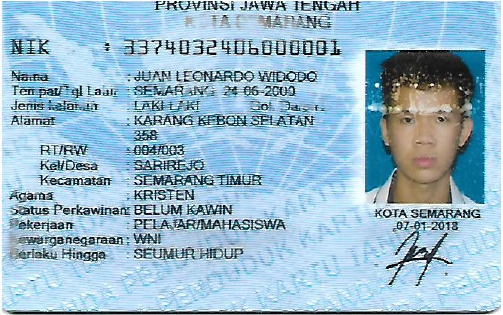 PROVINSI JAWA TENGAH
KOTA SEMARANG
NIK : 3374032406000001
Nama : JUAN LEONARDO WIDODO
Tempat/Tgl Lahir : SEMARANG 24-06-2000
Jenis Kelamin : LAKI LAKI Gol. Darah
Alamat : KARANG KEBON SELATAN
358
RT/RW : 004/003
Kel/Desa : SARIREJO
Kecamatan : SEMARANG TIMUR
Agama : KRISTEN
Status Perkawinan: BELUM KAWIN
Pekerjaan : PELAJAR/MAHASISWA
Kewarganegaraan: WNI
Berlaku Hingga : SEUMUR HIDUP
KOTA SEMARANG
07-01-2018